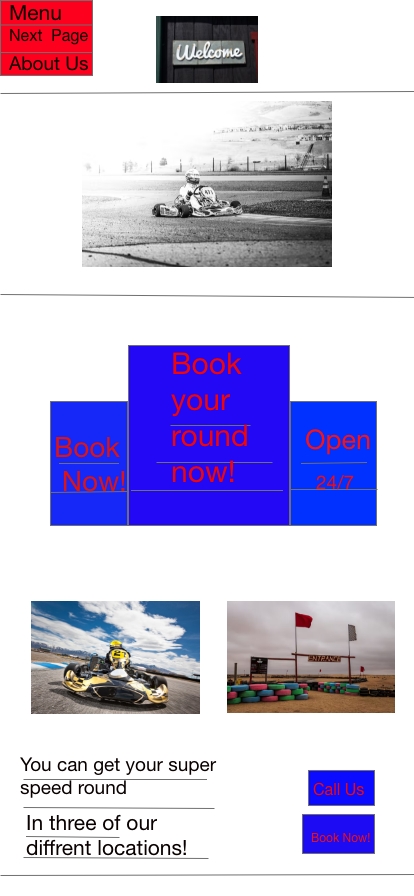 Menu
Next Page
About Us
Welcome
Book
your
round
now!
Book
Now!
Open
24/7
ENTRANCE
You can get your super
speed round
In three of our
diffrent locations!
Call Us
Book Now!